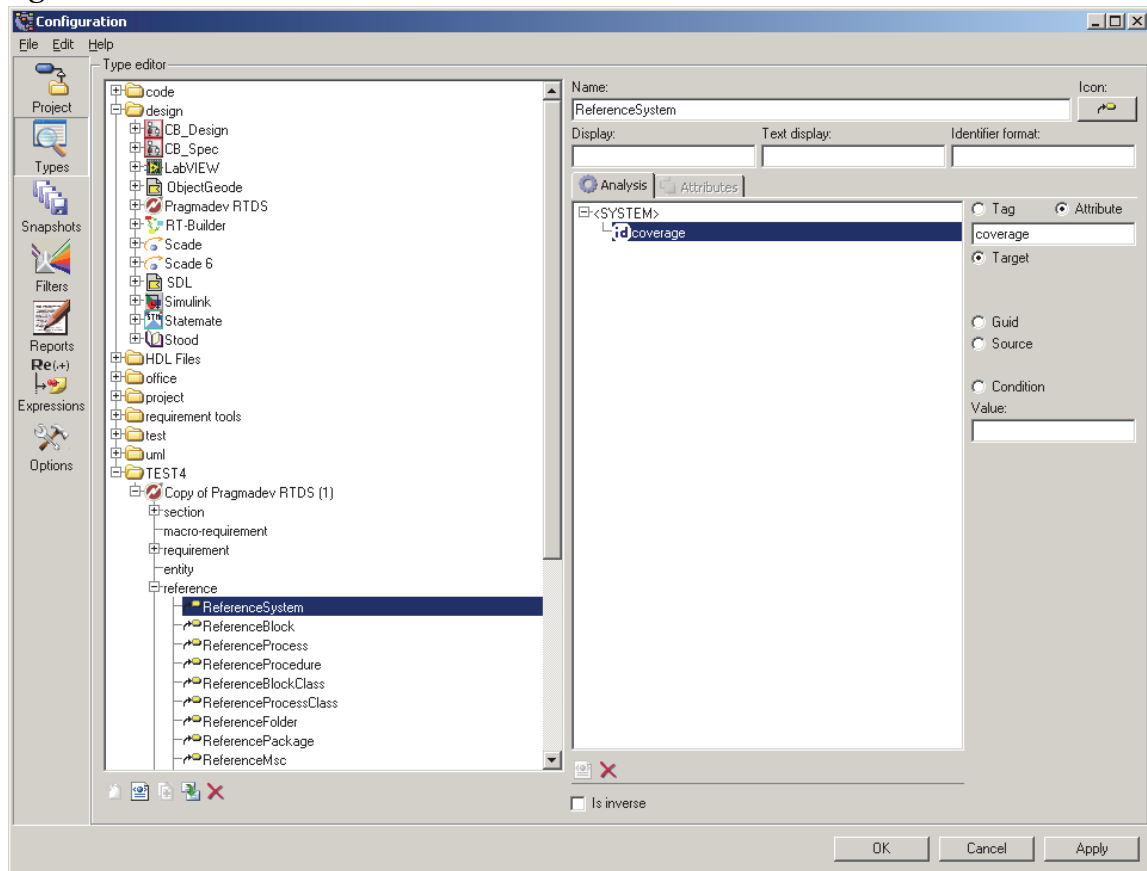 Configuration
File Edit Help
Type editor
Project
Types
Snapshots
Filters
Reports
Re(.+)
Expressions
Options
code
design
CB_Design
CB_Spec
LabVIEW
ObjectGeode
Pragmadev RTDS
RT-Builder
Scade
Scade 6
SDL
Simulink
Statemate
Stood
HDL Files
office
project
requirement tools
test
uml
TEST4
Copy of Pragmadev RTDS (1)
section
macro-requirement
requirement
entity
reference
ReferenceSystem
ReferenceBlock
ReferenceProcess
ReferenceProcedure
ReferenceBlockClass
ReferenceProcessClass
ReferenceFolder
ReferencePackage
ReferenceMsc
Name: Icon:
ReferenceSystem
Display: Text display: Identifier format:
Analysis Attributes
<SYSTEM>
id coverage
Tag Attribute
coverage
Target
Guid
Source
Condition
Value:
Is inverse
OK Cancel Apply